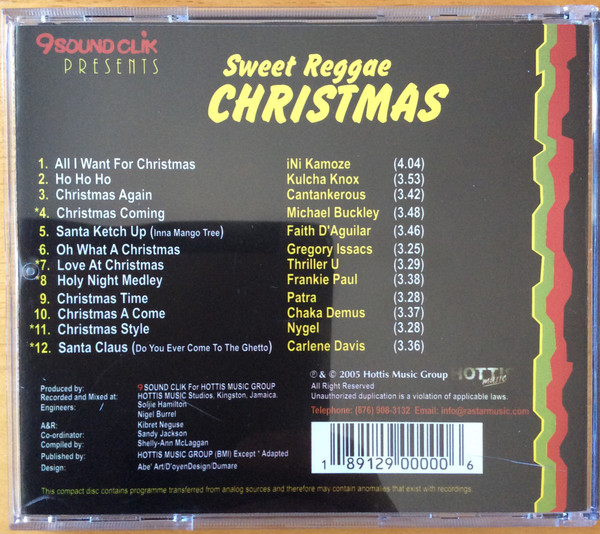 9 SOUND CLIK
PRESENTS
Sweet Reggae
CHRISTMAS
1. All I Want For Christmas iNi Kamoze (4.04)
2. Ho Ho Ho Kulcha Knox (3.53)
3. Christmas Again Cantankerous (3.42)
*4. Christmas Coming Michael Buckley (3.48)
5. Santa Ketch Up (Inna Mango Tree) Faith D'Aguilar (3.46)
6. Oh What A Christmas Gregory Issacs (3.25)
*7. Love At Christmas Thriller U (3.29)
*8 Holy Night Medley Frankie Paul (3.38)
9. Christmas Time Patra (3.28)
10. Christmas A Come Chaka Demus (3.37)
*11. Christmas Style Nygel (3.28)
*12. Santa Claus (Do You Ever Come To The Ghetto) Carlene Davis (3.36)
Produced by: 9 SOUND CLIK For HOTTIS MUSIC GROUP
Recorded and Mixed at: HOTTIS MUSIC Studios, Kingston, Jamaica.
Engineers: / Soljie Hamilton
Nigel Burrel
A&R: Kibret Neguse
Co-ordinator: Sandy Jackson
Compiled by: Shelly-Ann McLaggan
Published by: HOTTIS MUSIC GROUP (BMI) Except * Adapted
Design: Abe' Art/D'oyenDesign/Dumare
℗ & © 2005 Hottis Music Group HOTTIS
music
All Right Reserved
Unauthorized duplication is a violation of applicable laws.
Telephone: (876) 908-3132 Email: info@rastarmusic.com
1 89129 00000 6
This compact disc contains programme transferred from analog sources and therefore may contain anomalies that exist with recordings.